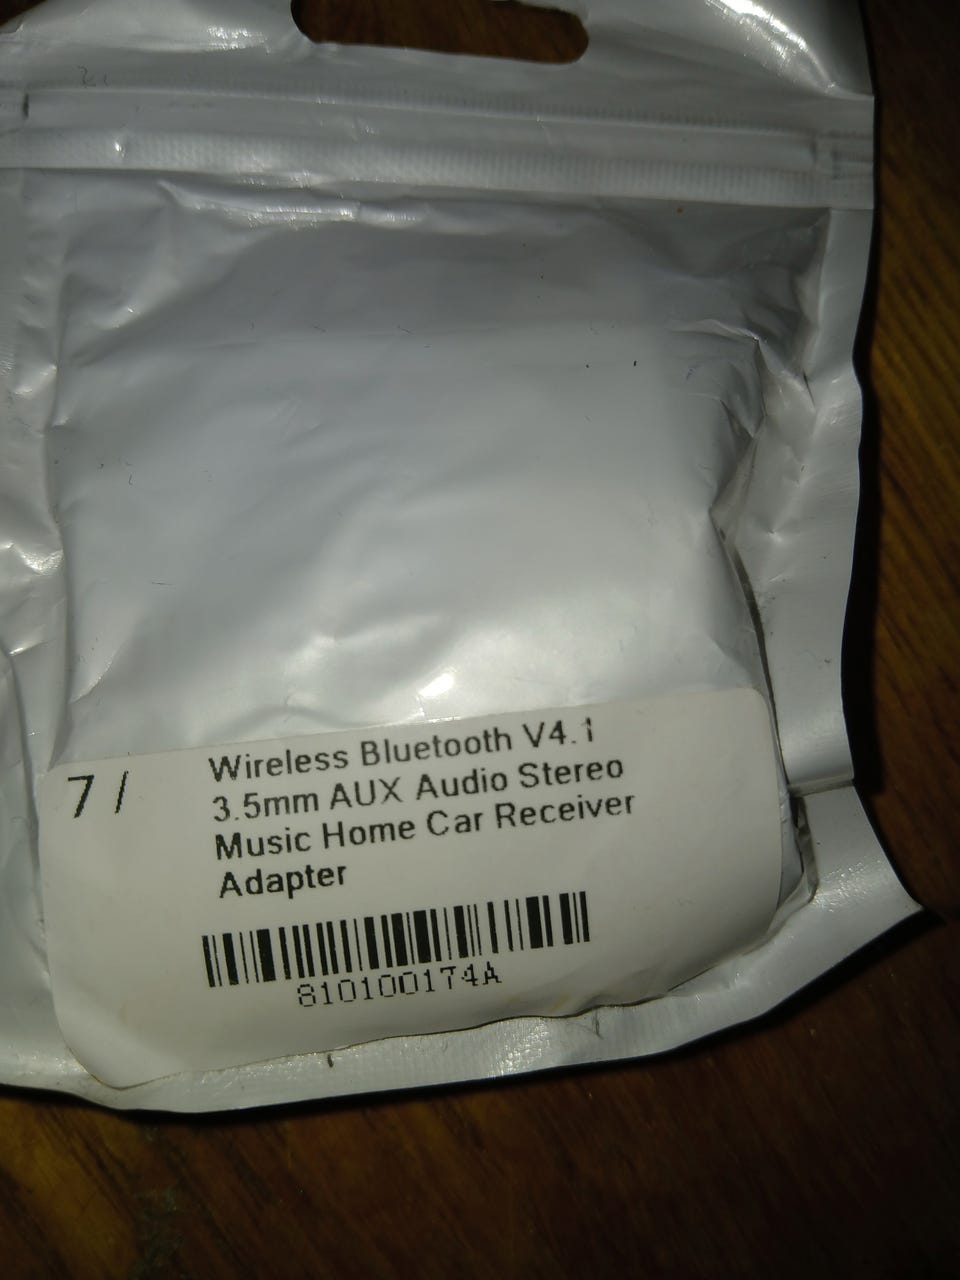 7/
Wireless Bluetooth V4.1
3.5mm AUX Audio Stereo
Music Home Car Receiver
Adapter
810100174A